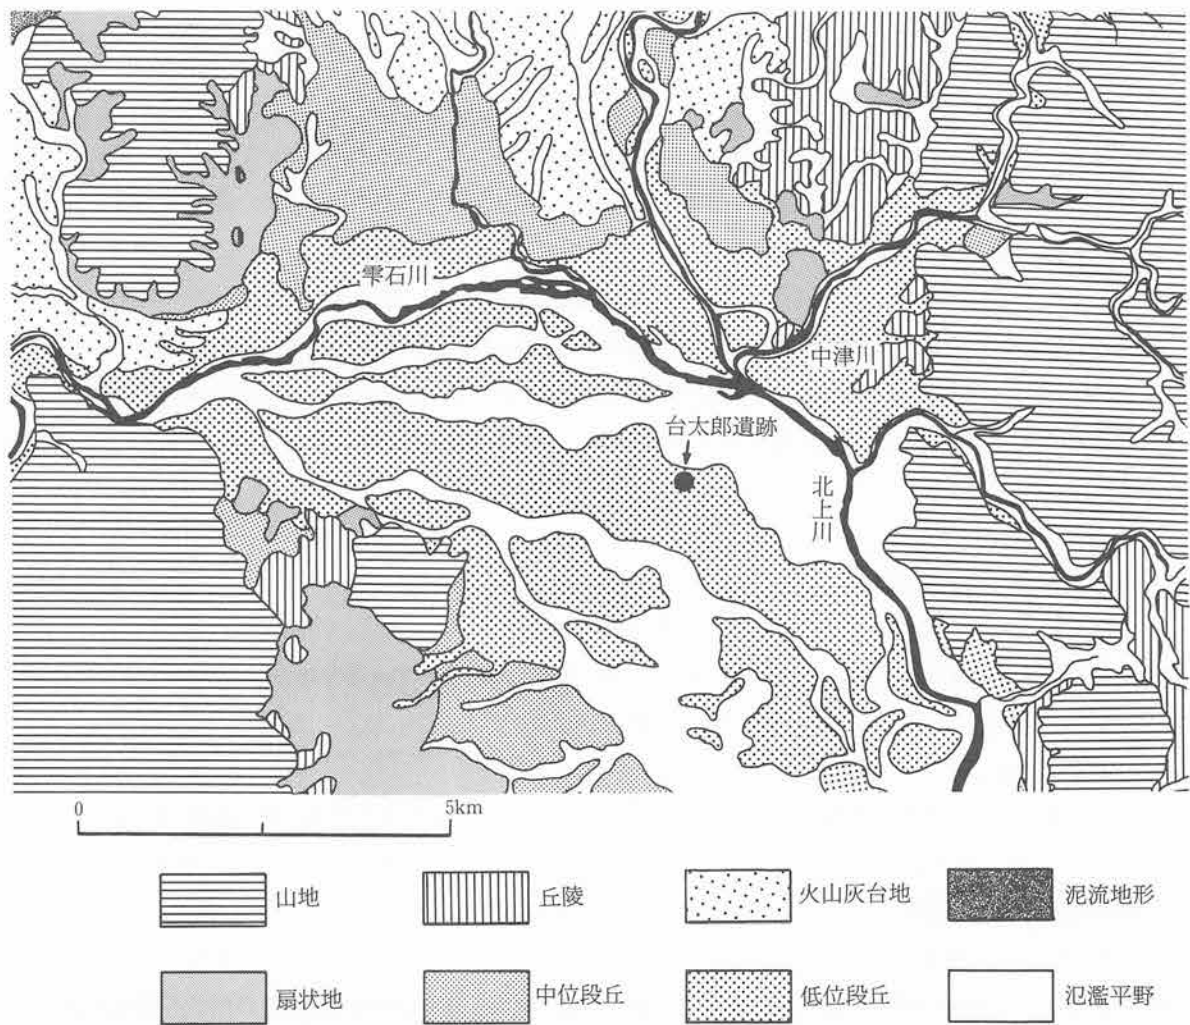 雫石川
中津川
台太郎遺跡
北上川
0 5km
山地
丘陵
火山灰台地
泥流地形
扇状地
中位段丘
低位段丘
氾濫平野